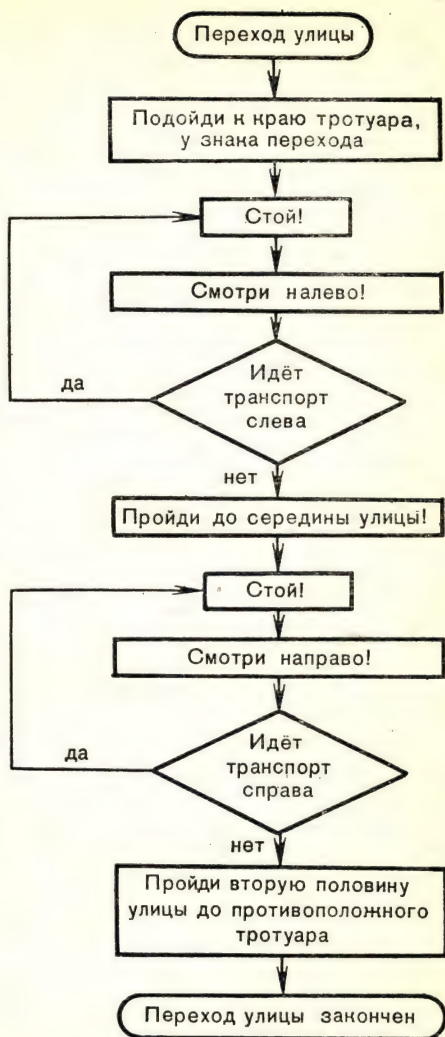 Переход улицы
Подойди к краю тротуара,
у знака перехода
Стой!
Смотри налево!
Идёт
транспорт
слева
да
нет
Пройди до середины улицы!
Стой!
Смотри направо!
Идёт
транспорт
справа
да
нет
Пройди вторую половину
улицы до противоположного
тротуара
Переход улицы закончен